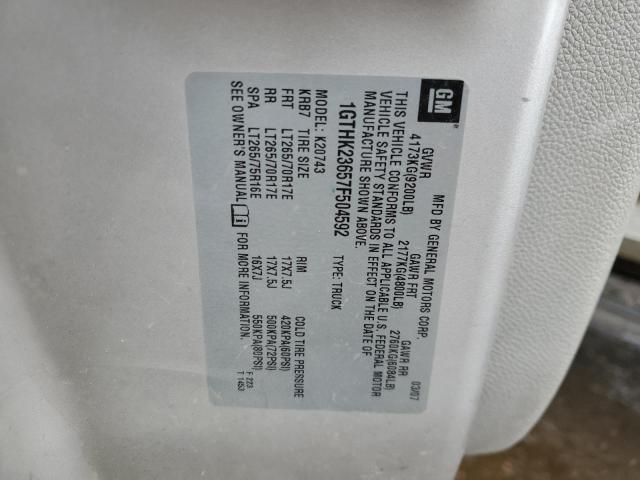 GM
®
MFD BY GENERAL MOTORS CORP. 03/07
GVWR GAWR FRT GAWR RR
4173KG(9200LB) 2177KG(4800LB) 2760KG(6084LB)
THIS VEHICLE CONFORMS TO ALL APPLICABLE U.S. FEDERAL MOTOR
VEHICLE SAFETY STANDARDS IN EFFECT ON THE DATE OF
MANUFACTURE SHOWN ABOVE.
1GTHK23657F504592 TYPE: TRUCK
MODEL: K20743
KRB7 TIRE SIZE RIM COLD TIRE PRESSURE
FRT LT265/70R17E 17X7.5J 420KPA(60PSI)
RR LT265/70R17E 17X7.5J 500KPA(72PSI)
SPA LT265/75R16E 16X7J 550KPA(80PSI)
SEE OWNER'S MANUAL i FOR MORE INFORMATION.
F 223
T 1453